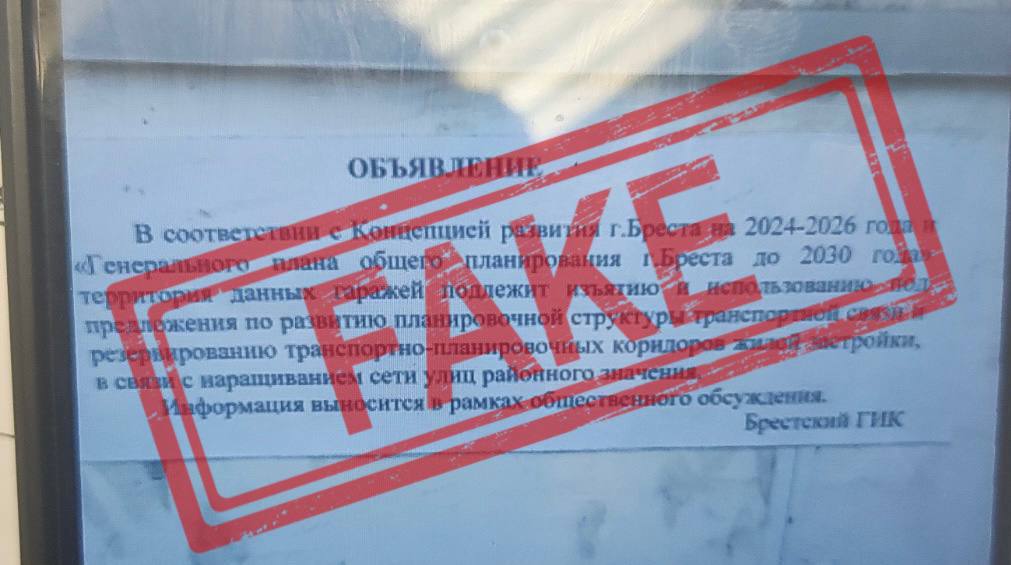 ОБЪЯВЛЕНИЕ
В соответствии с Концепцией развития г.Бреста на 2024-2026 года и
«Генерального плана общего планирования г.Бреста до 2030 года»
территория данных гаражей подлежит изъятию и использованию под
предложения по развитию планировочной структуры транспортной связи и
резервированию транспортно-планировочных коридоров жилой застройки,
в связи с наращиванием сети улиц районного значения.
Информация выносится в рамках общественного обсуждения.
Брестский ГИК
FAKE